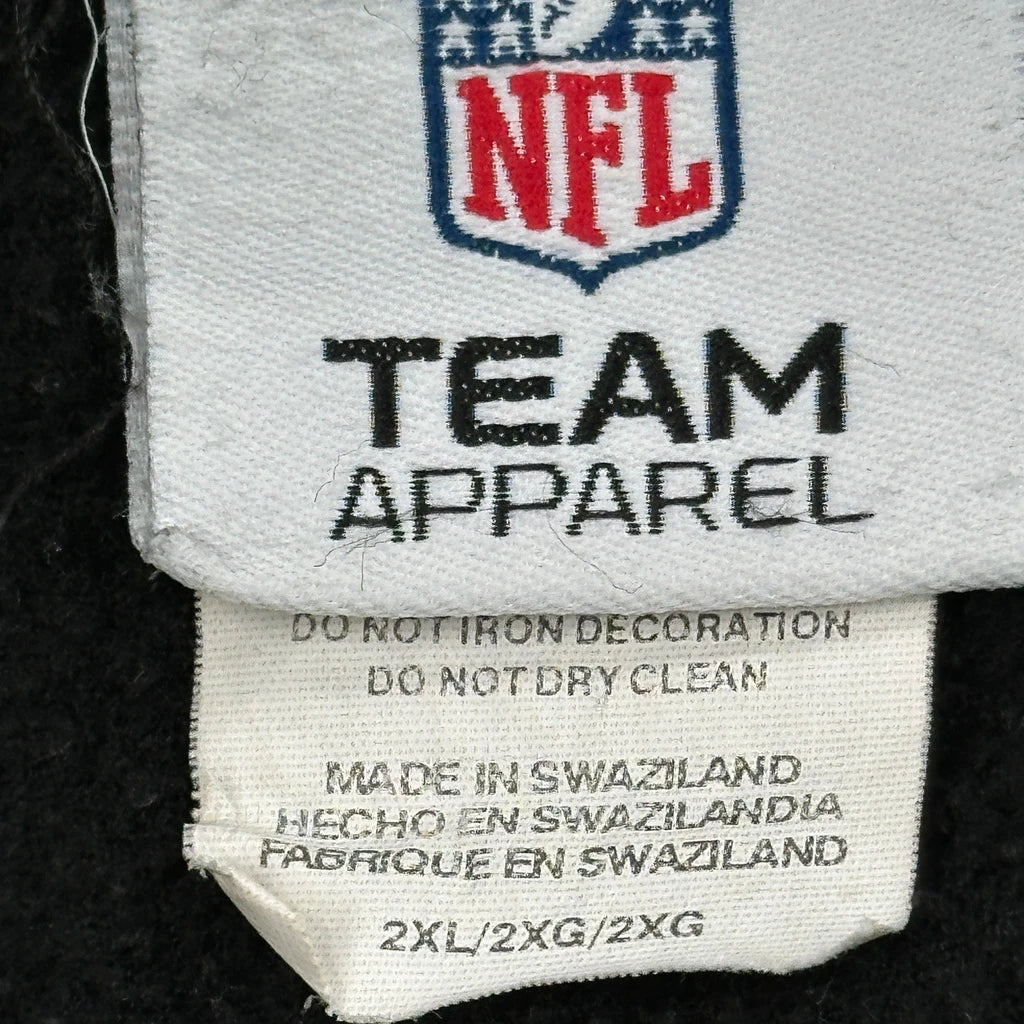 NFL
TEAM
APPAREL
DO NOT IRON DECORATION
DO NOT DRY CLEAN
MADE IN SWAZILAND
HECHO EN SWAZILANDIA
FABRIQUE EN SWAZILAND
2XL/2XG/2XG